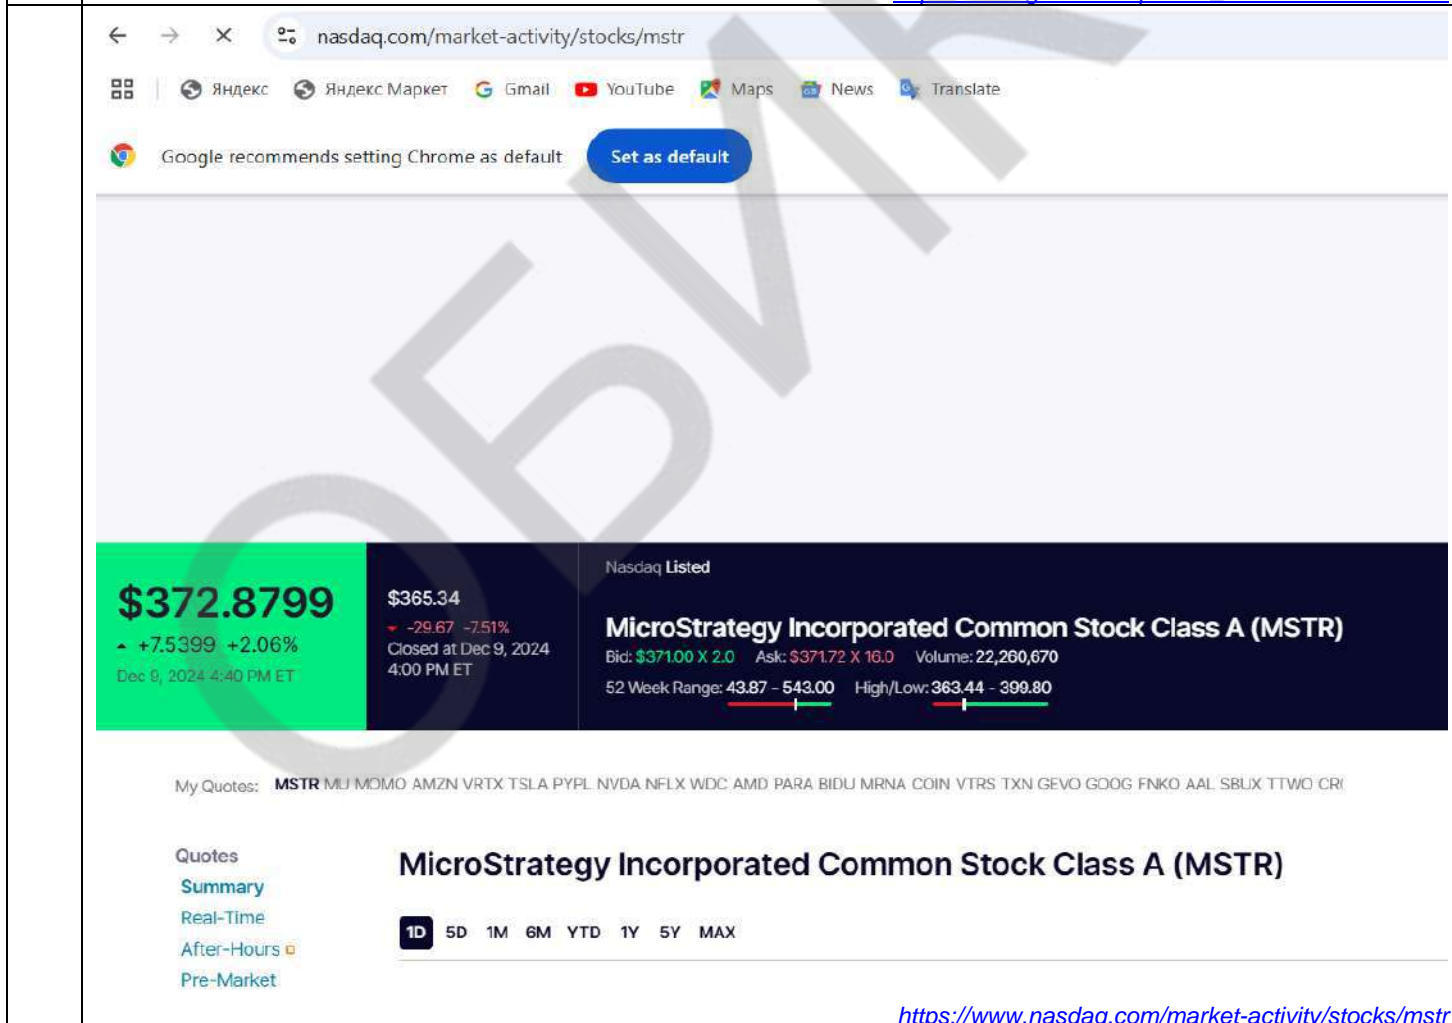 nasdaq.com/market-activity/stocks/mstr
Яндекс Яндекс Маркет Gmail YouTube Maps News Translate
Google recommends setting Chrome as default Set as default
ОБИК
$372.8799
+7.5399 +2.06%
Dec 9, 2024 4:40 PM ET
$365.34
-29.67 -7.51%
Closed at Dec 9, 2024
4:00 PM ET
Nasdaq Listed
MicroStrategy Incorporated Common Stock Class A (MSTR)
Bid: $371.00 X 2.0 Ask: $371.72 X 16.0 Volume: 22,260,670
52 Week Range: 43.87 - 543.00 High/Low: 363.44 - 399.80
My Quotes: MSTR MU MOMO AMZN VRTX TSLA PYPL NVDA NFLX WDC AMD PARA BIDU MRNA COIN VTRS TXN GEVO GOOG FNKO AAL SBUX TTWO
Quotes
Summary
Real-Time
After-Hours
Pre-Market
MicroStrategy Incorporated Common Stock Class A (MSTR)
1D 5D 1M 6M YTD 1Y 5Y MAX
https://www.nasdaq.com/market-activity/stocks/mstr